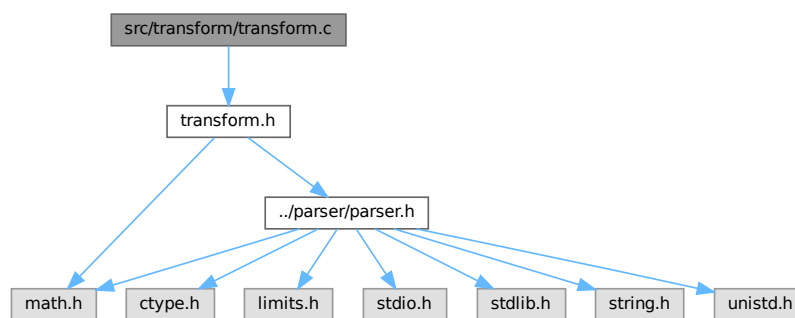 src/transform/transform.c
transform.h
../parser/parser.h
math.h
ctype.h
limits.h
stdio.h
stdlib.h
string.h
unistd.h